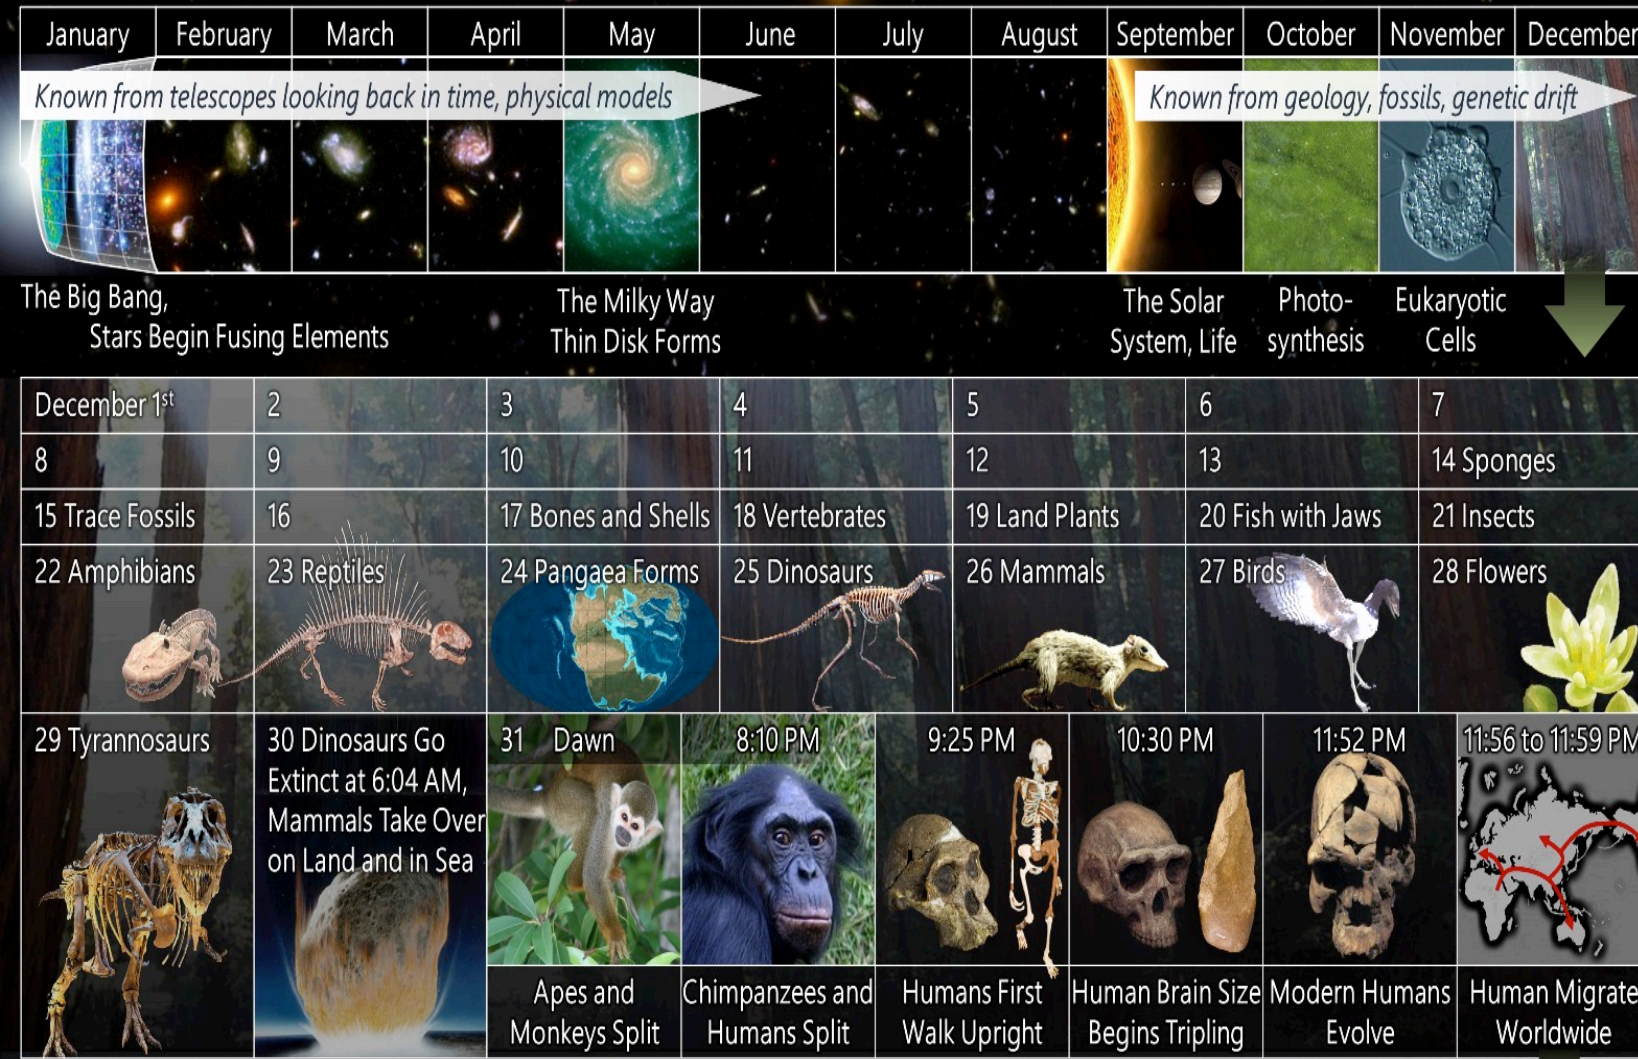 January
February
March
April
May
June
July
August
September
October
November
December
Known from telescopes looking back in time, physical models
Known from geology, fossils, genetic drift
The Big Bang,
Stars Begin Fusing Elements
The Milky Way
Thin Disk Forms
The Solar
System, Life
Photo-
synthesis
Eukaryotic
Cells
December 1st
2
3
4
5
6
7
8
9
10
11
12
13
14 Sponges
15 Trace Fossils
16
17 Bones and Shells
18 Vertebrates
19 Land Plants
20 Fish with Jaws
21 Insects
22 Amphibians
23 Reptiles
24 Pangaea Forms
25 Dinosaurs
26 Mammals
27 Birds
28 Flowers
29 Tyrannosaurs
30 Dinosaurs Go
Extinct at 6:04 AM,
Mammals Take Over
on Land and in Sea
31 Dawn
Apes and
Monkeys Split
8:10 PM
Chimpanzees and
Humans Split
9:25 PM
Humans First
Walk Upright
10:30 PM
Human Brain Size
Begins Tripling
11:52 PM
Modern Humans
Evolve
11:56 to 11:59 PM
Human Migrate
Worldwide